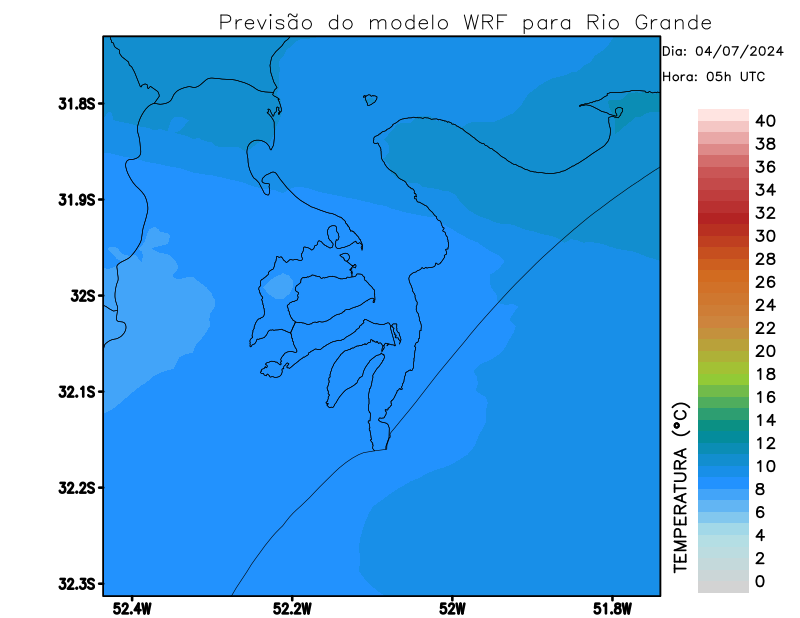 Previsão do modelo WRF para Rio Grande
Dia: 04/07/2024
Hora: 05h UTC
31.8S
31.9S
32S
32.1S
32.2S
32.3S
52.4W
52.2W
52W
51.8W
TEMPERATURA (°C)
40
38
36
34
32
30
28
26
24
22
20
18
16
14
12
10
8
6
4
2
0